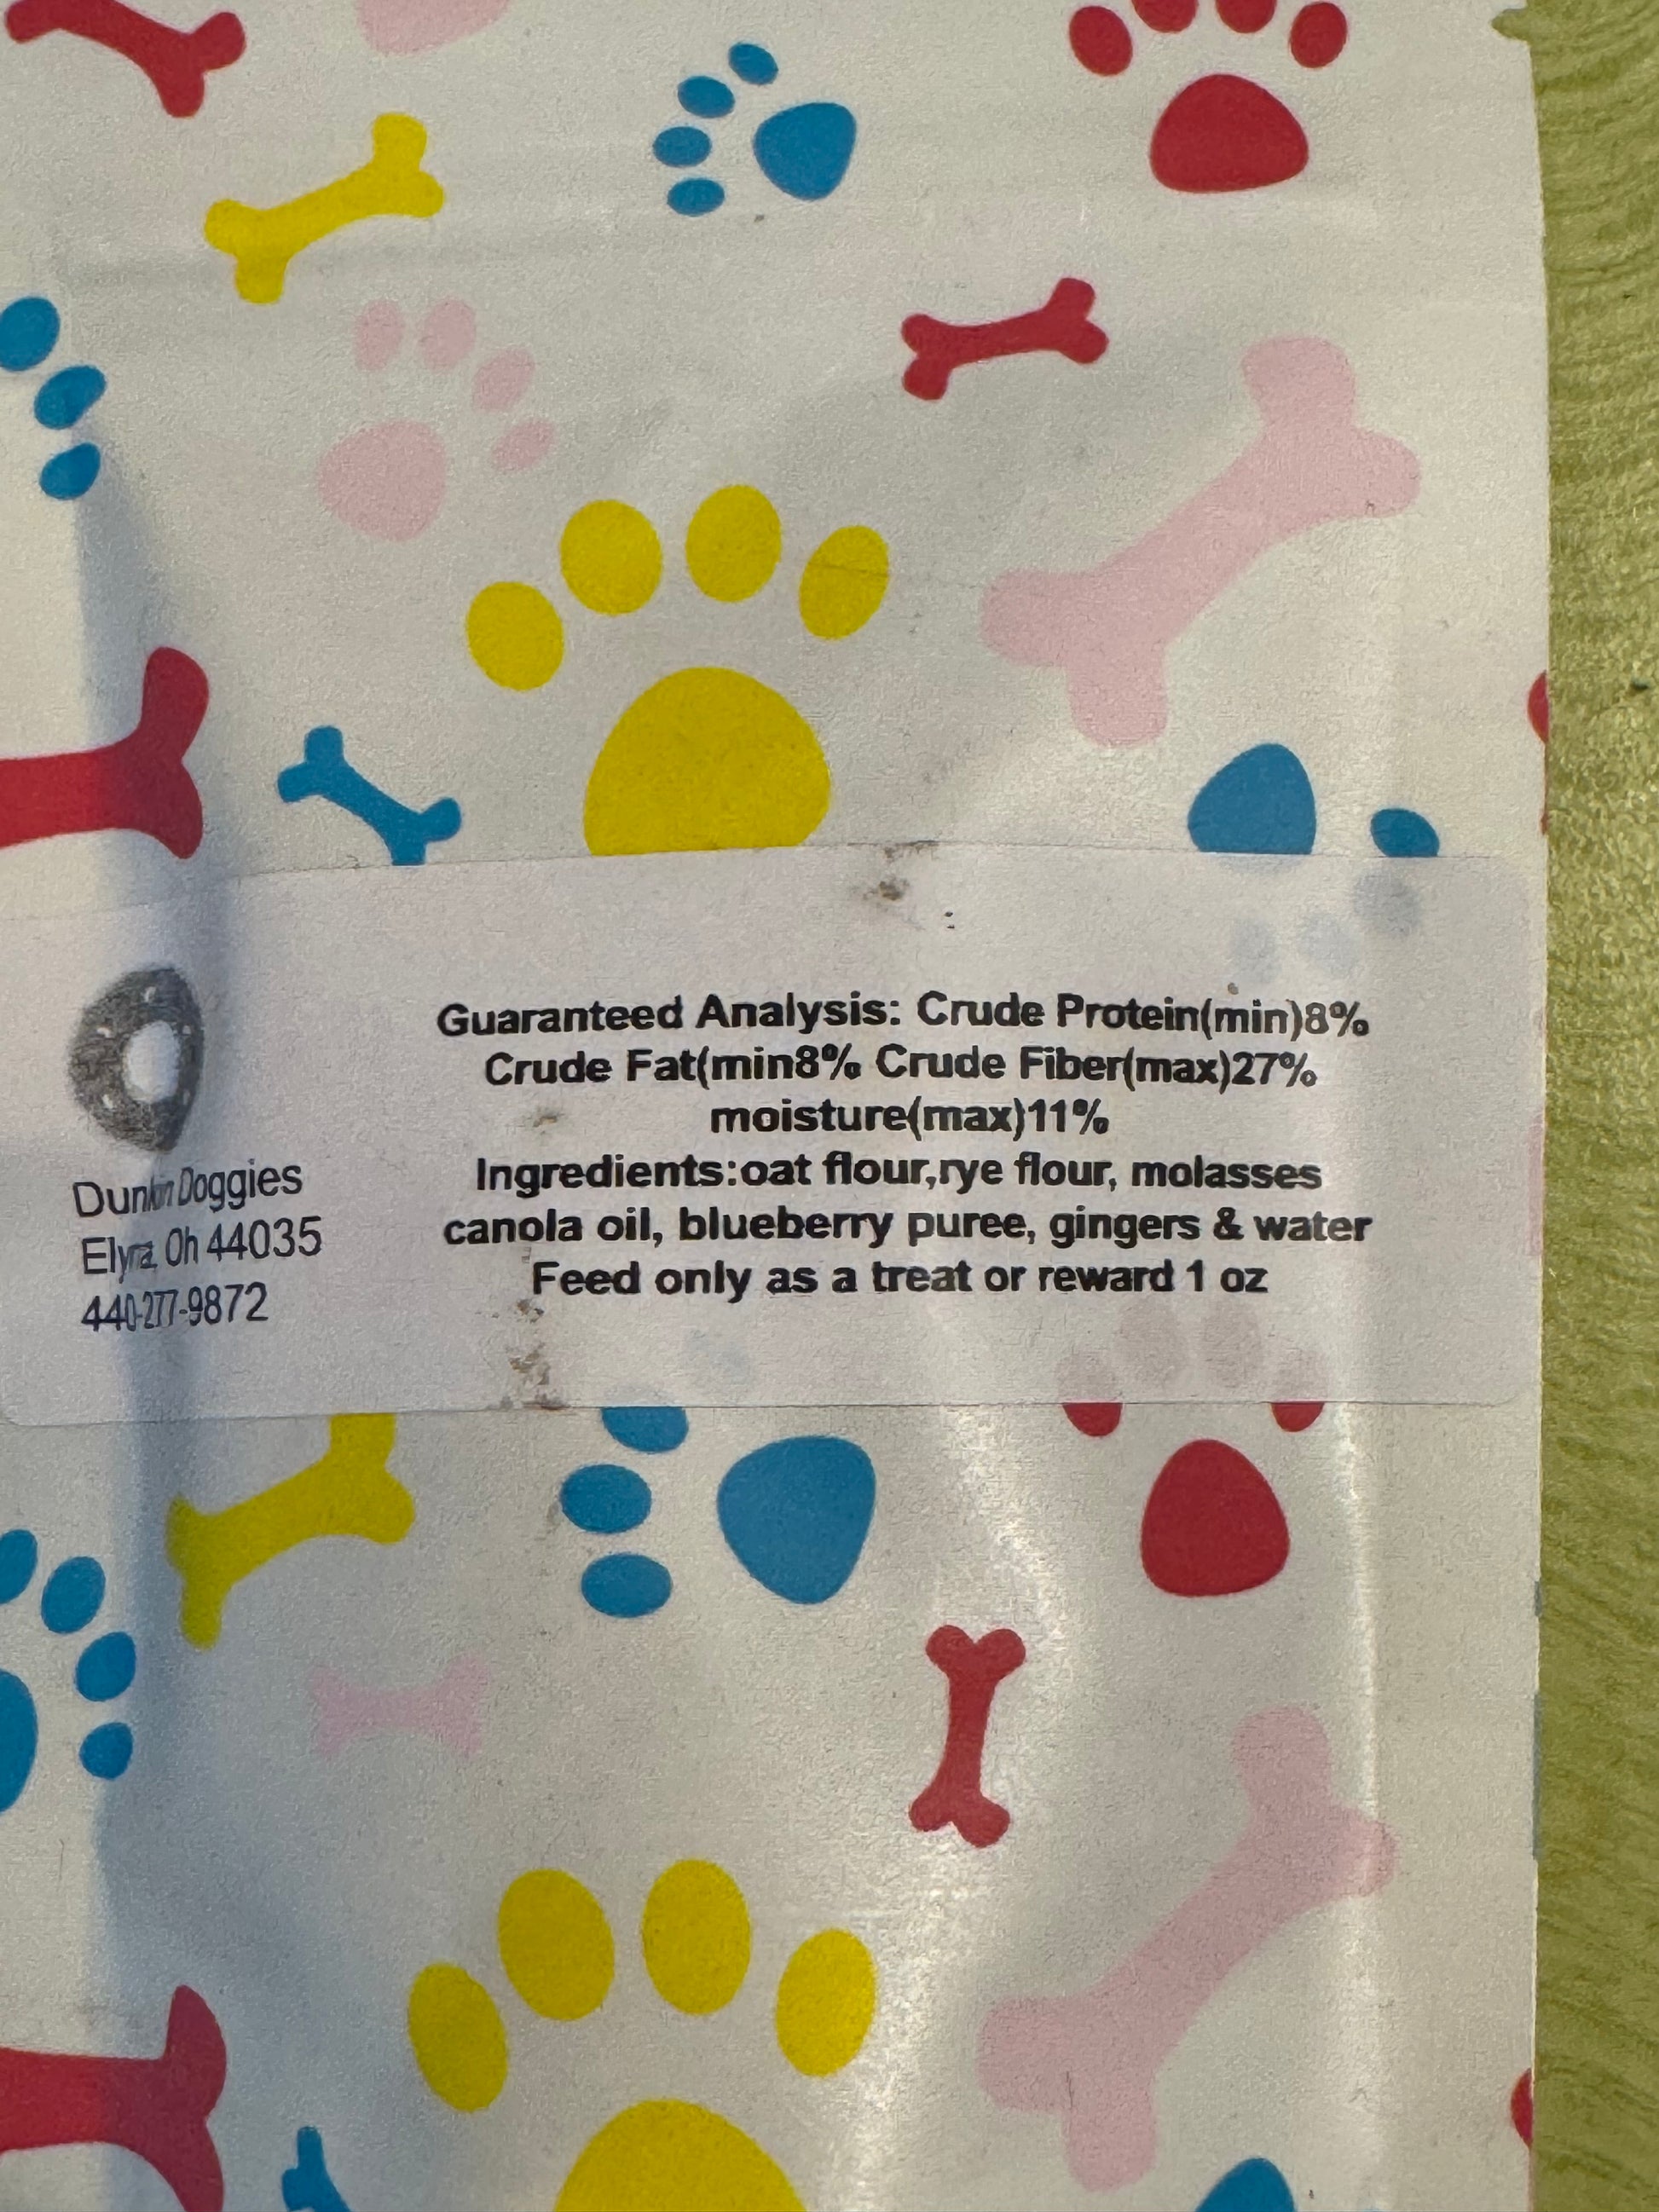 Guaranteed Analysis: Crude Protein(min)8%
Crude Fat(min8% Crude Fiber(max)27%
moisture(max)11%
Ingredients:oat flour,rye flour, molasses
canola oil, blueberry puree, gingers & water
Feed only as a treat or reward 1 oz
Dunkin Doggies
Elyria, Oh 44035
440-277-9872